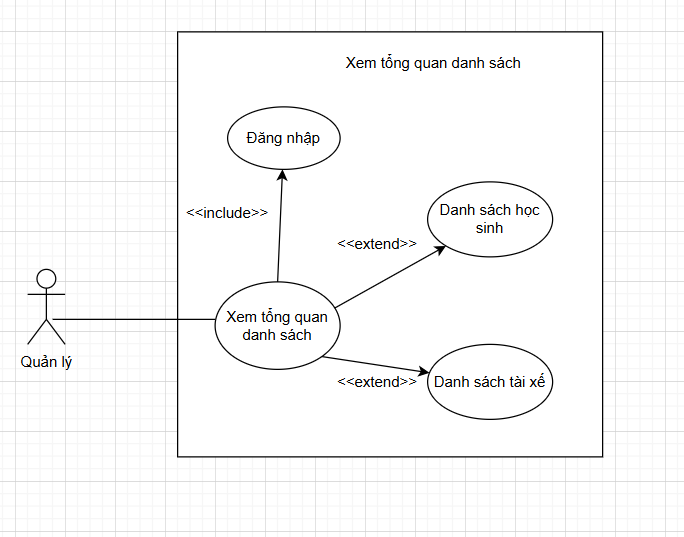 Xem tổng quan danh sách
Đăng nhập
<<include>>
Danh sách học
sinh
<<extend>>
Xem tổng quan
danh sách
Quản lý
Danh sách tài xế
<<extend>>